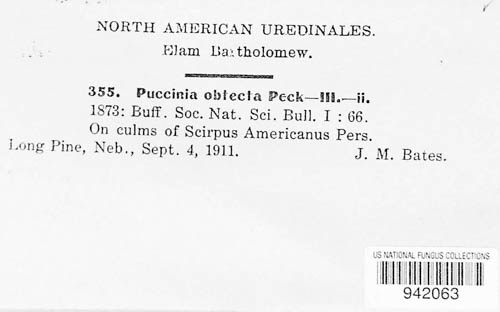 NORTH AMERICAN UREDINALES.
Elam Bartholomew.
355. Puccinia obtecta Peck—III.—ii.
1873: Buff. Soc. Nat. Sci. Bull. I : 66.
On culms of Scirpus Americanus Pers.
Long Pine, Neb., Sept. 4, 1911. J. M. Bates.
US NATIONAL FUNGUS COLLECTIONS
942063